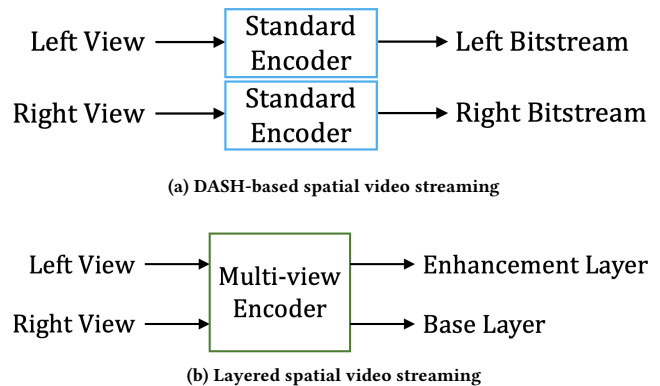 Left View
Standard
Encoder
Left Bitstream
Right View
Standard
Encoder
Right Bitstream
(a) DASH-based spatial video streaming
Left View
Multi-view
Encoder
Enhancement Layer
Right View
Base Layer
(b) Layered spatial video streaming